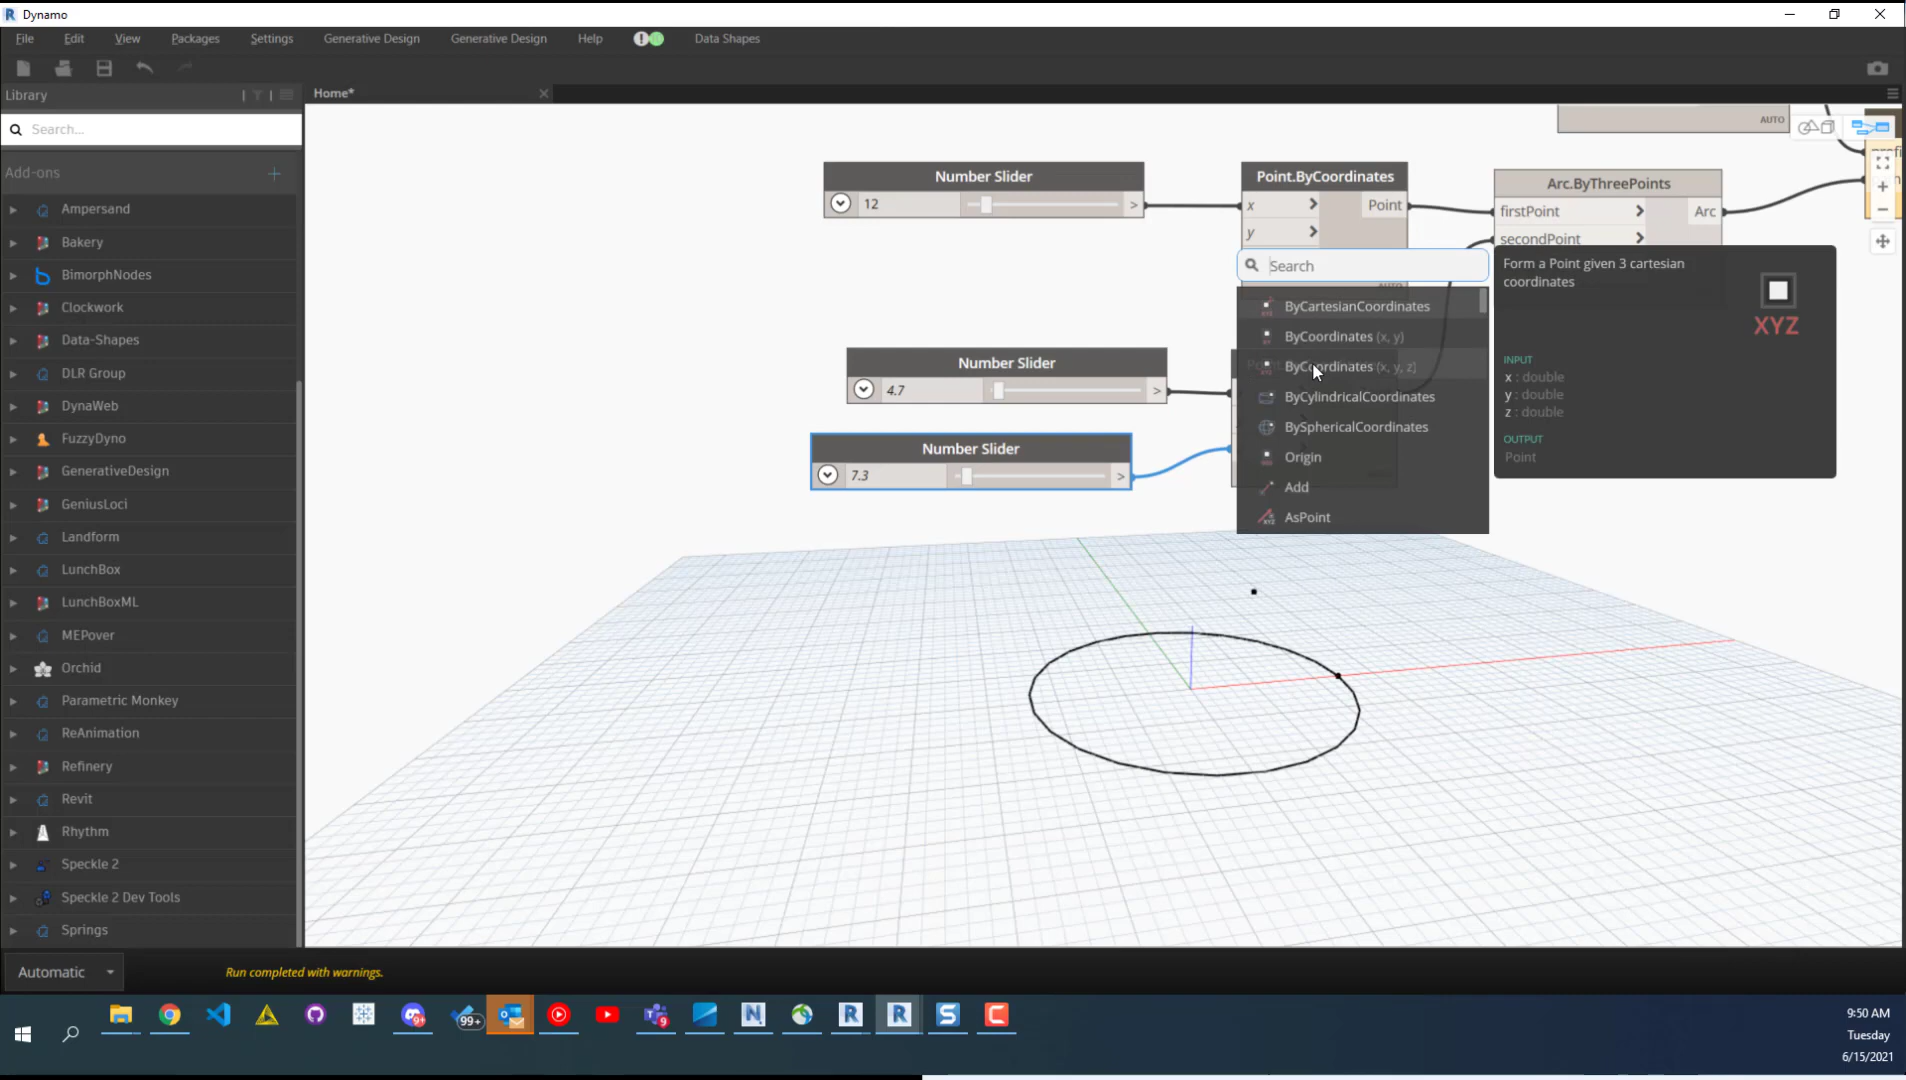 Dynamo
File Edit View Packages Settings Generative Design Generative Design Help Data Shapes
Library
Home*
Search...
Add-ons
Ampersand
Bakery
BimorphNodes
Clockwork
Data-Shapes
DLR Group
DynaWeb
FuzzyDyno
GenerativeDesign
GeniusLoci
Landform
LunchBox
LunchBoxML
MEPover
Orchid
Parametric Monkey
ReAnimation
Refinery
Revit
Rhythm
Speckle 2
Speckle 2 Dev Tools
Springs
AUTO
Number Slider
12 >
Point.ByCoordinates
x > Point
y >
Arc.ByThreePoints
firstPoint > Arc
secondPoint >
Number Slider
4.7 >
Number Slider
7.3 >
Search
ByCartesianCoordinates
ByCoordinates (x, y)
ByCoordinates (x, y, z)
ByCylindricalCoordinates
BySphericalCoordinates
Origin
Add
AsPoint
Form a Point given 3 cartesian
coordinates
XYZ
INPUT
x : double
y : double
z : double
OUTPUT
Point
Automatic
Run completed with warnings.
99+
9:50 AM
Tuesday
6/15/2021